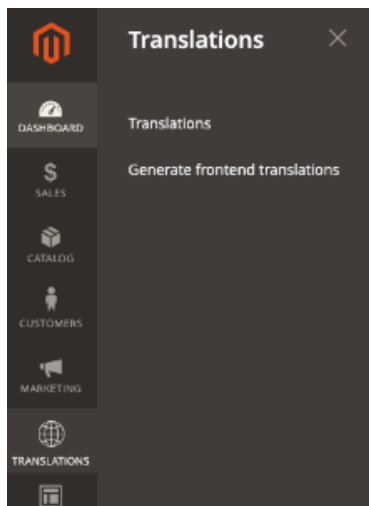 Translations
DASHBOARD
Translations
Generate frontend translations
$
SALES
CATALOG
CUSTOMERS
MARKETING
TRANSLATIONS